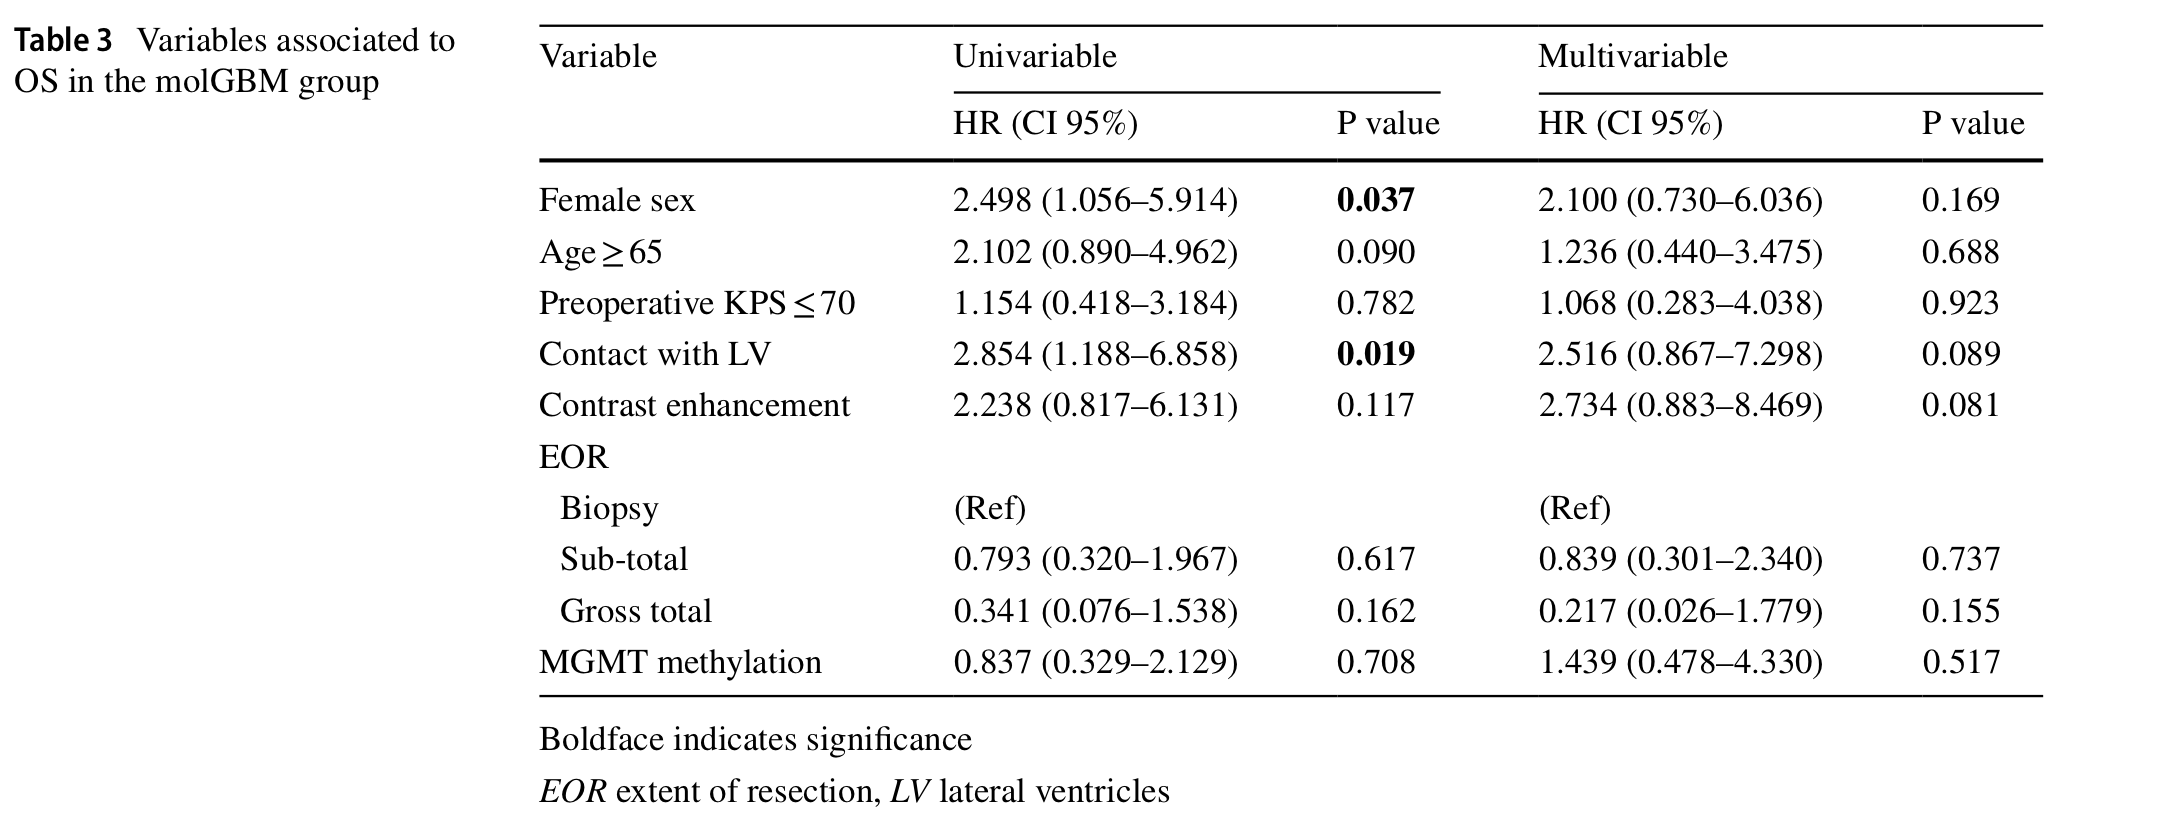 Table 3 Variables associated to
OS in the molGBM group
Variable Univariable Multivariable
HR (CI 95%) P value HR (CI 95%) P value
Female sex 2.498 (1.056–5.914) 0.037 2.100 (0.730–6.036) 0.169
Age ≥ 65 2.102 (0.890–4.962) 0.090 1.236 (0.440–3.475) 0.688
Preoperative KPS ≤ 70 1.154 (0.418–3.184) 0.782 1.068 (0.283–4.038) 0.923
Contact with LV 2.854 (1.188–6.858) 0.019 2.516 (0.867–7.298) 0.089
Contrast enhancement 2.238 (0.817–6.131) 0.117 2.734 (0.883–8.469) 0.081
EOR
Biopsy (Ref) (Ref)
Sub-total 0.793 (0.320–1.967) 0.617 0.839 (0.301–2.340) 0.737
Gross total 0.341 (0.076–1.538) 0.162 0.217 (0.026–1.779) 0.155
MGMT methylation 0.837 (0.329–2.129) 0.708 1.439 (0.478–4.330) 0.517
Boldface indicates significance
EOR extent of resection, LV lateral ventricles